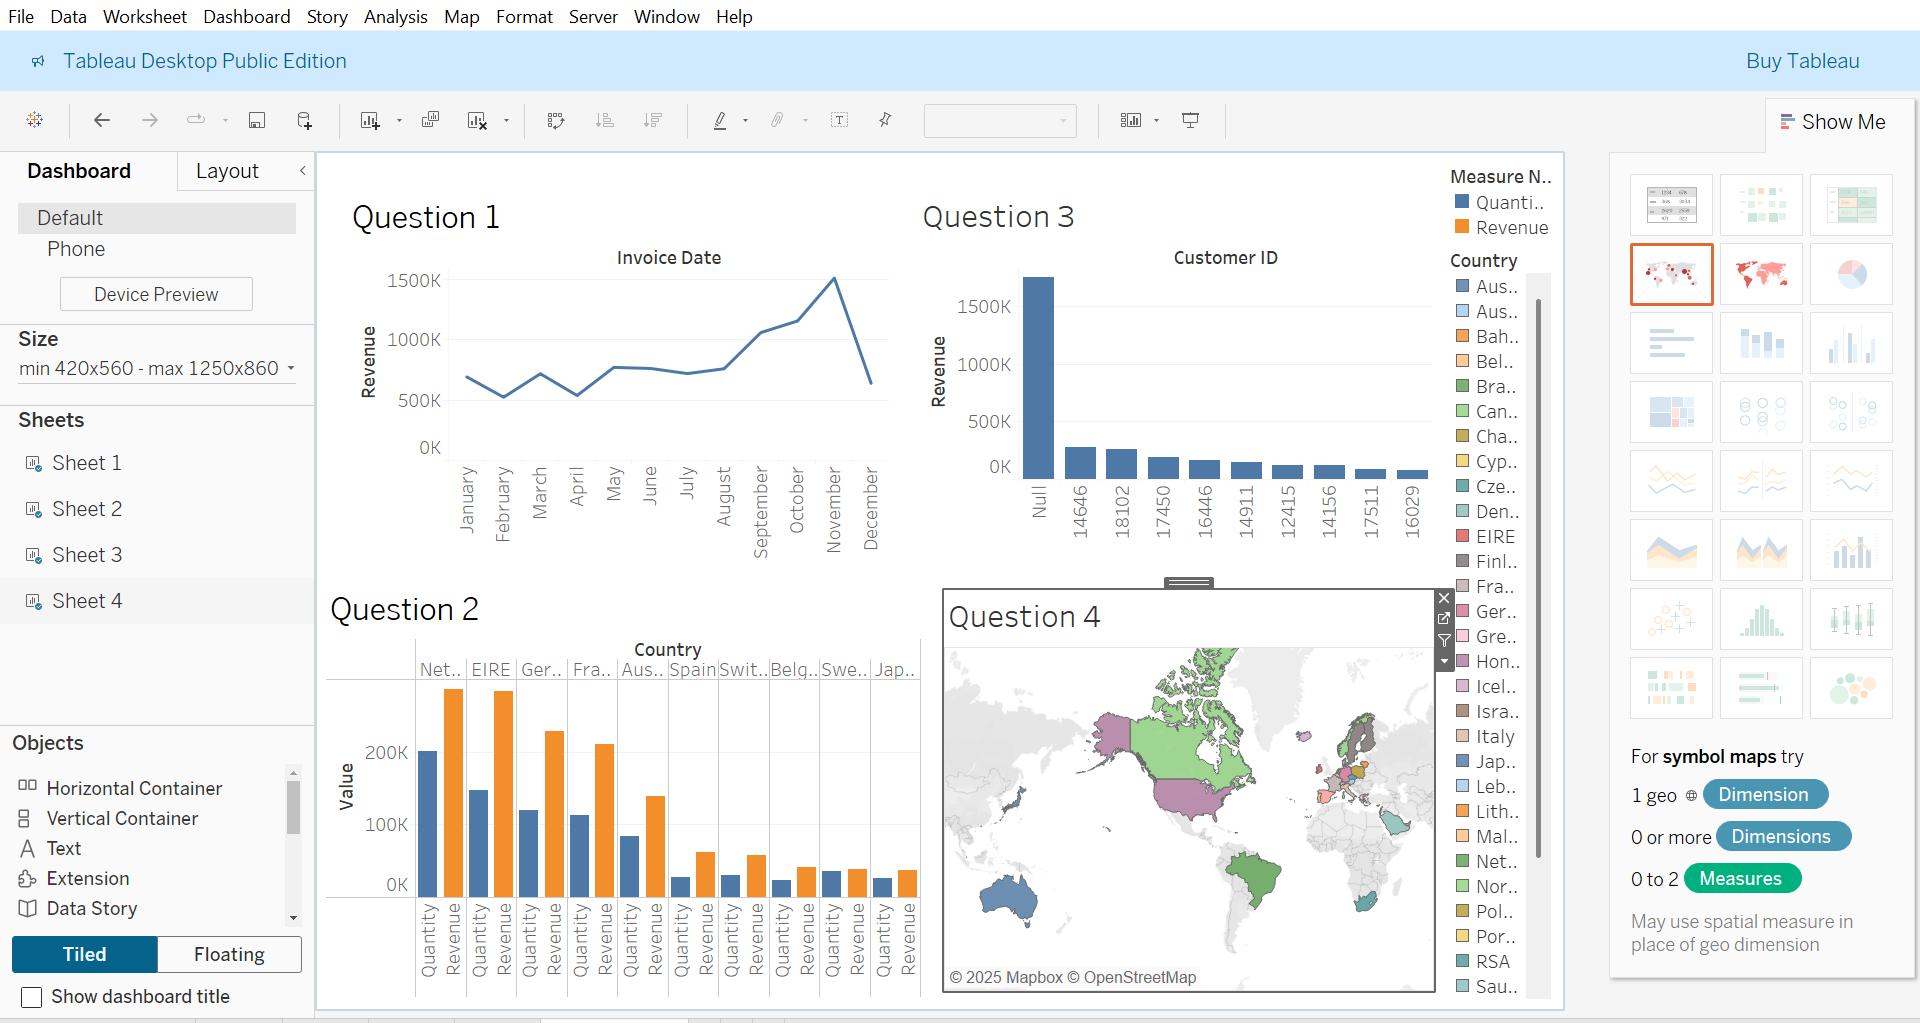 File Data Worksheet Dashboard Story Analysis Map Format Server Window Help
Tableau Desktop Public Edition
Buy Tableau
Show Me
Dashboard
Layout
Default
Phone
Device Preview
Size
min 420x560 - max 1250x860
Sheets
Sheet 1
Sheet 2
Sheet 3
Sheet 4
Objects
Horizontal Container
Vertical Container
Text
Extension
Data Story
Tiled
Floating
Show dashboard title
Question 1
Invoice Date
Revenue
1500K
1000K
500K
0K
January
February
March
April
May
June
July
August
September
October
November
December
Question 3
Customer ID
Revenue
1500K
1000K
500K
0K
Null
14646
18102
17450
16446
14911
12415
14156
17511
16029
Question 2
Country
Net.. EIRE Ger.. Fra.. Aus.. Spain Swit.. Belg.. Swe.. Jap..
Value
200K
100K
0K
Quantity
Revenue
Quantity
Revenue
Quantity
Revenue
Quantity
Revenue
Quantity
Revenue
Quantity
Revenue
Quantity
Revenue
Quantity
Revenue
Quantity
Revenue
Quantity
Revenue
Question 4
© 2025 Mapbox © OpenStreetMap
Measure N..
Quanti..
Revenue
Country
Aus..
Aus..
Bah..
Bel..
Bra..
Can..
Cha..
Cyp..
Cze..
Den..
EIRE
Finl..
Fra..
Ger..
Gre..
Hon..
Icel..
Isra..
Italy
Jap..
Leb..
Lith..
Mal..
Net..
Nor..
Pol..
Por..
RSA
Sau..
For symbol maps try
1 geo Dimension
0 or more Dimensions
0 to 2 Measures
May use spatial measure in
place of geo dimension